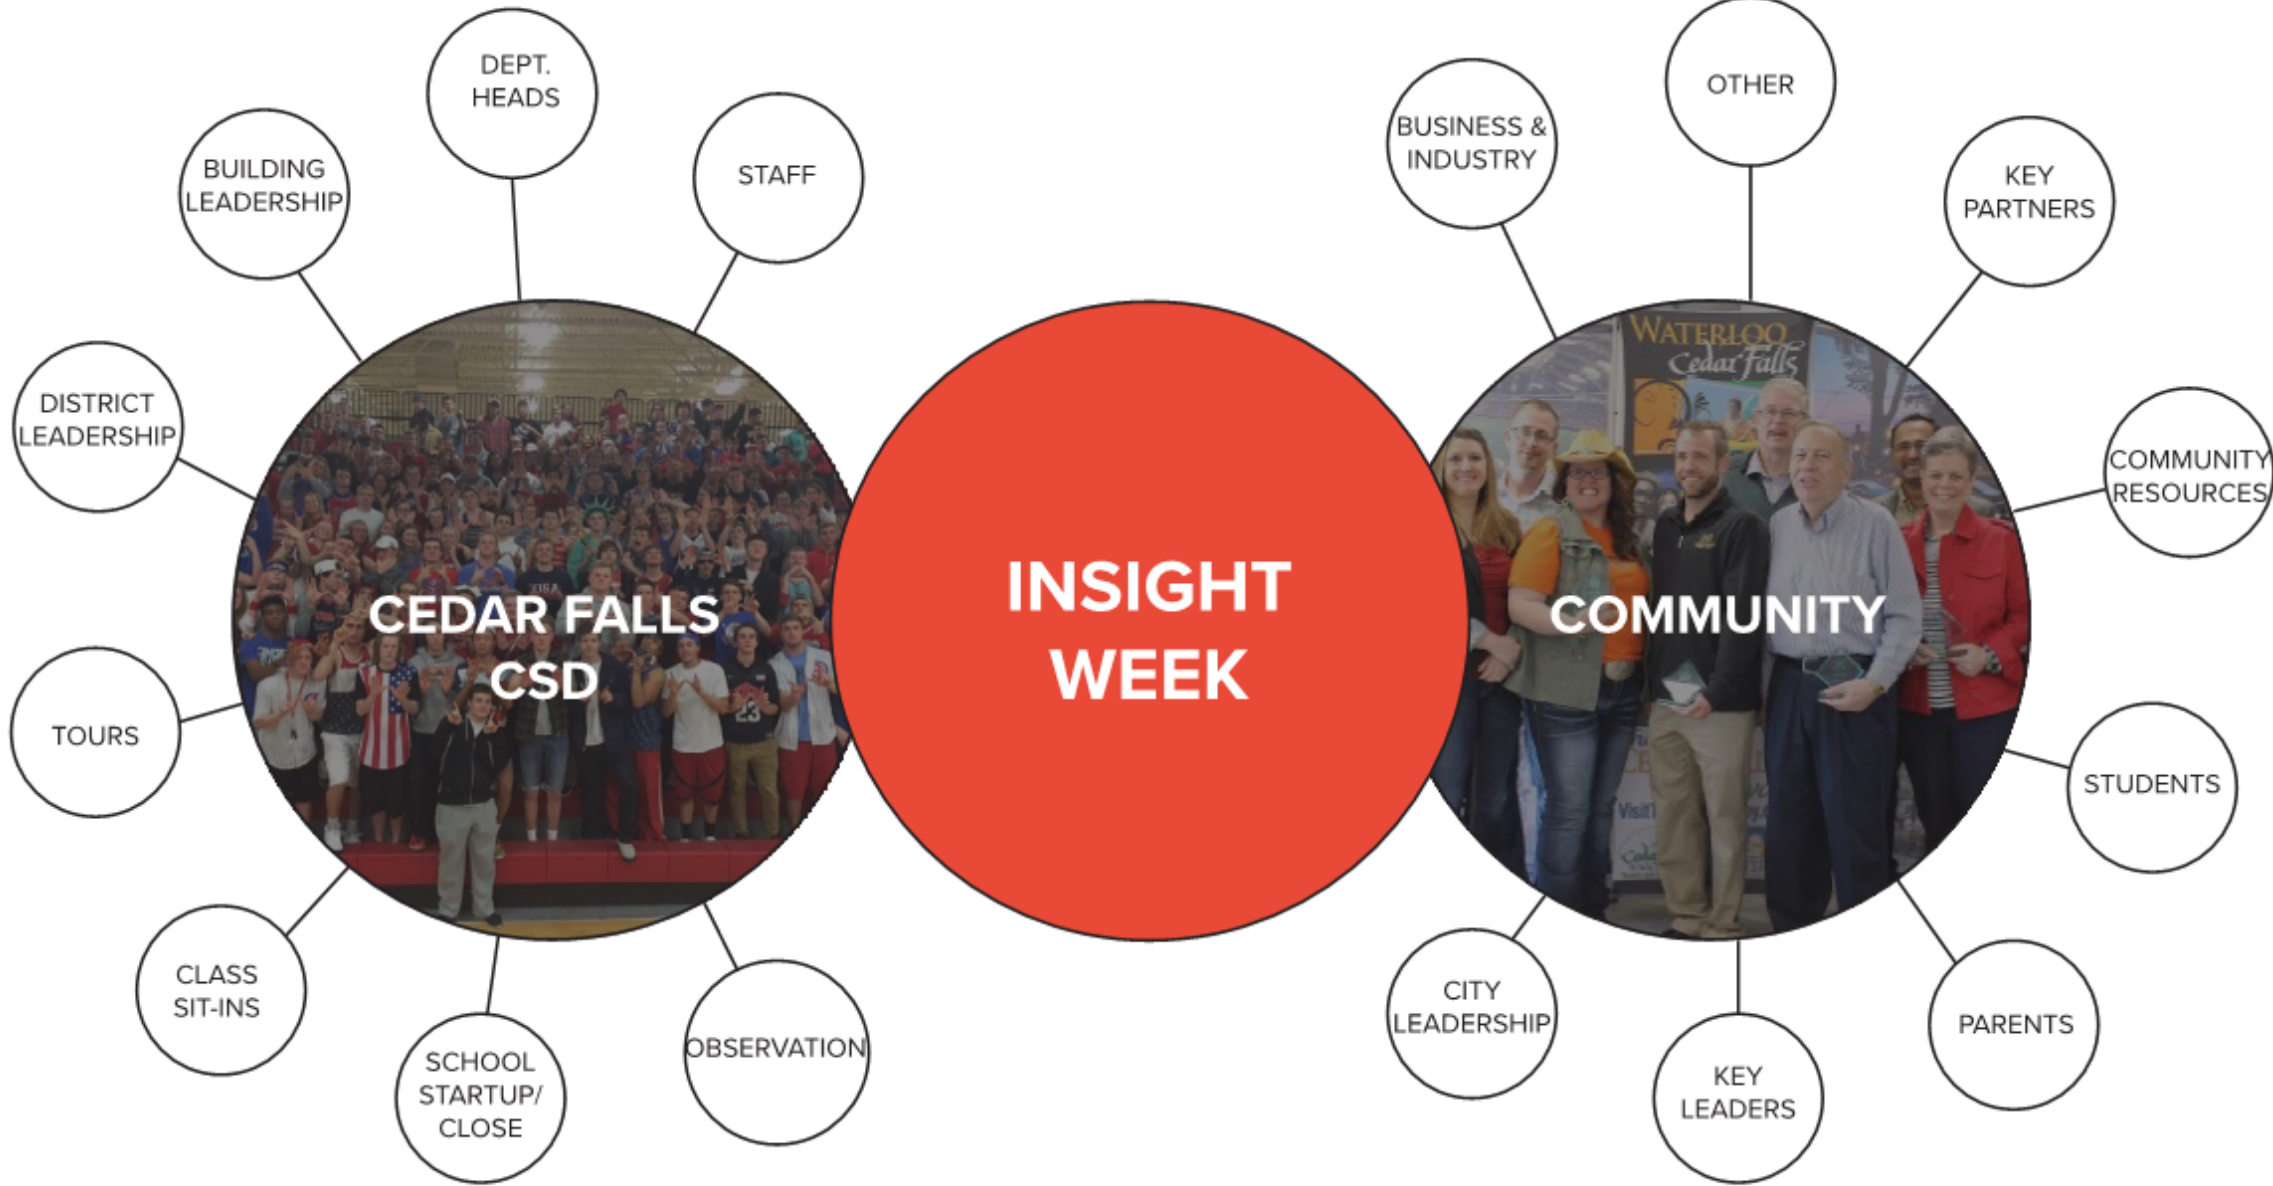 DEPT.
HEADS
STAFF
BUILDING
LEADERSHIP
DISTRICT
LEADERSHIP
TOURS
CLASS
SIT-INS
SCHOOL
STARTUP/
CLOSE
OBSERVATION
CEDAR FALLS
CSD
23
INSIGHT
WEEK
BUSINESS &
INDUSTRY
OTHER
KEY
PARTNERS
COMMUNITY
RESOURCES
STUDENTS
PARENTS
KEY
LEADERS
CITY
LEADERSHIP
WATERLOO
Cedar Falls
COMMUNITY